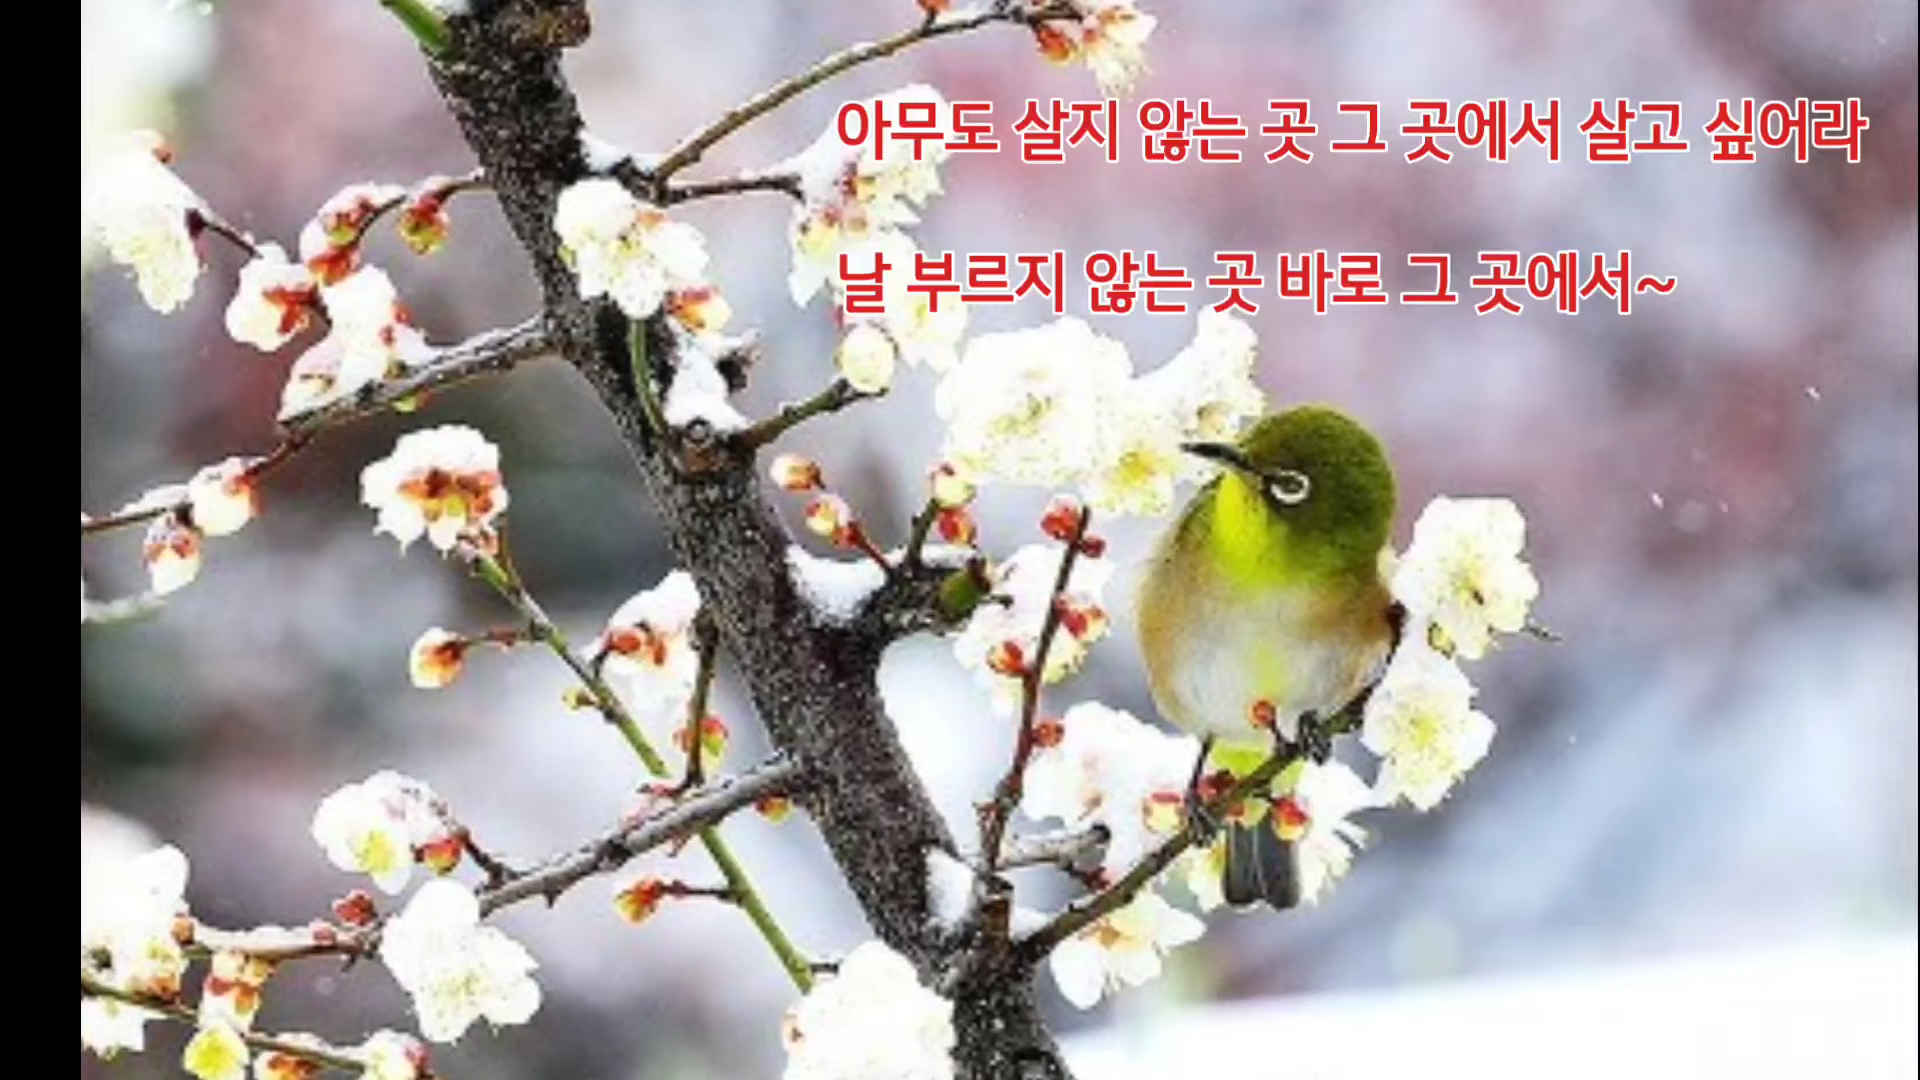 아무도 살지 않는 곳 그 곳에서 살고 싶어라
날 부르지 않는 곳 바로 그 곳에서~